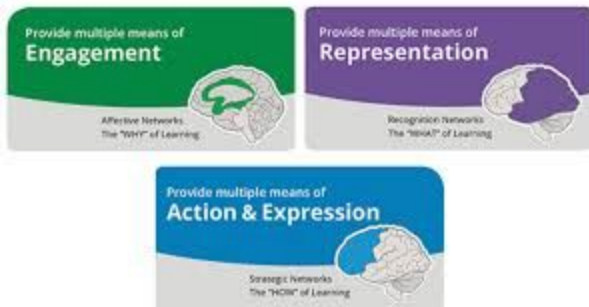 Provide multiple means of
Engagement
Affective Networks
The "WHY" of Learning
Provide multiple means of
Representation
Recognition Networks
The "WHAT" of Learning
Provide multiple means of
Action & Expression
Strategic Networks
The "HOW" of Learning